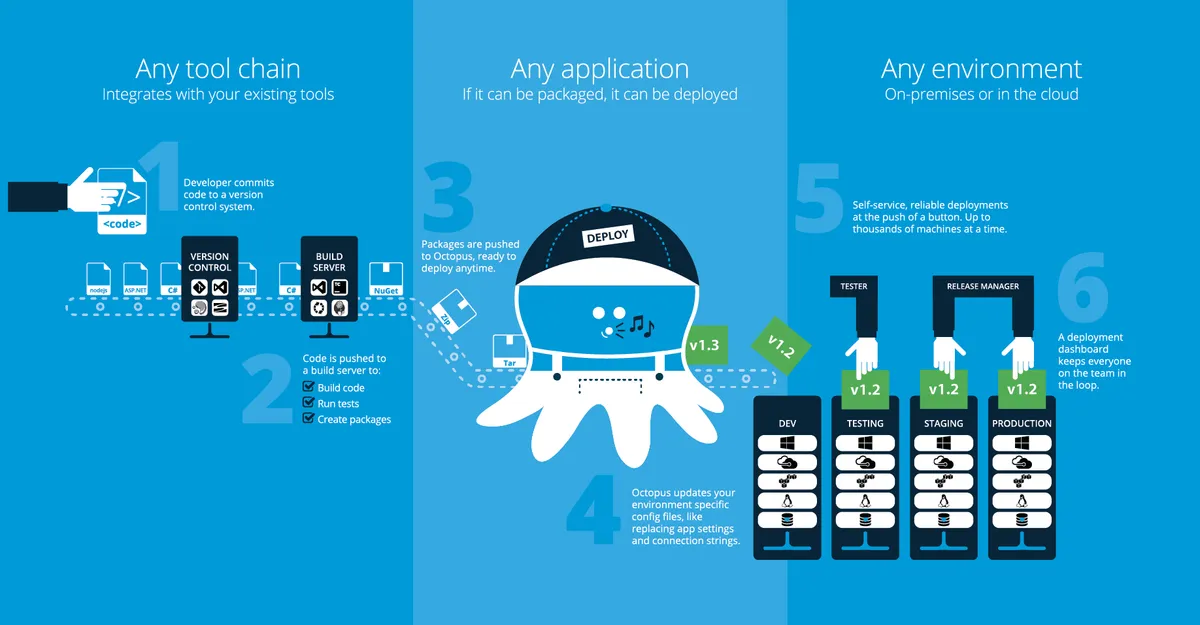 Any tool chain
Integrates with your existing tools
Any application
If it can be packaged, it can be deployed
Any environment
On-premises or in the cloud
1
Developer commits
code to a version
control system.
/>
<code>
nodejs
ASP.NET
C#
VERSION
CONTROL
SP.NET
C#
BUILD
SERVER
NuGet
2
Code is pushed to
a build server to:
Build code
Run tests
Create packages
3
Packages are pushed
to Octopus, ready to
deploy anytime.
Zip
Tar
DEPLOY
v1.3
v1.2
4
Octopus updates your
environment specific
config files, like
replacing app settings
and connection strings.
5
Self-service, reliable deployments
at the push of a button. Up to
thousands of machines at a time.
TESTER
RELEASE MANAGER
6
A deployment
dashboard
keeps everyone
on the team in
the loop.
v1.2
v1.2
v1.2
DEV
TESTING
STAGING
PRODUCTION